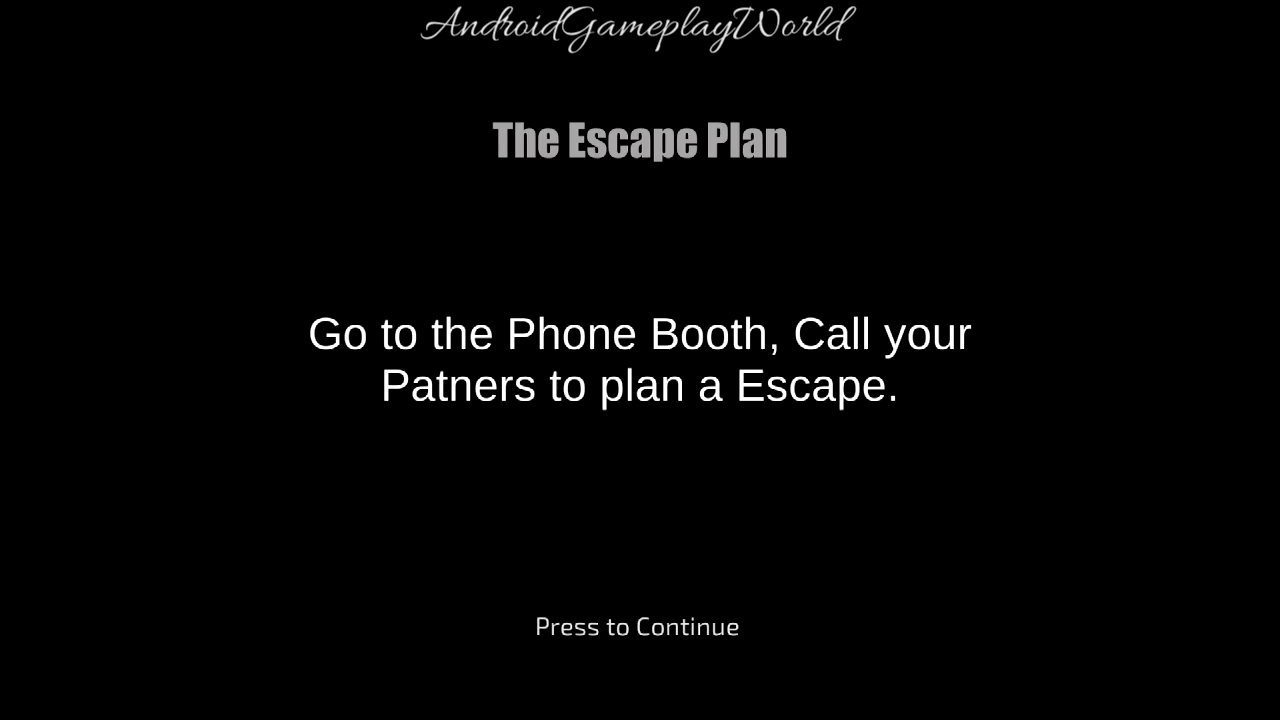 AndroidGameplayWorld
The Escape Plan
Go to the Phone Booth, Call your
Patners to plan a Escape.
Press to Continue